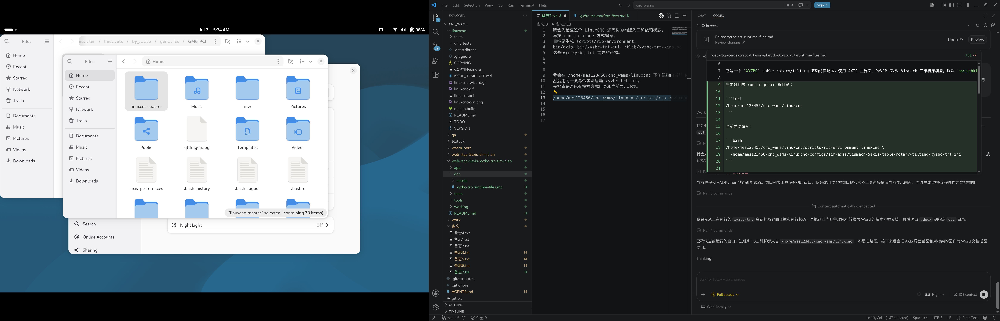 Jul 2 5:24 AM
中
98%
Files
nu… ter / linu… uts / by_… ace / gen… ics / GM6-PCI
Home
Recent
Starred
Network
Trash
Documents
Music
Pictures
Videos
Downloads
Files
Home
Home
Recent
Starred
Network
Trash
Documents
Music
Pictures
Videos
Downloads
linuxcnc-master
Music
mw
Pictures
Public
qtdragon.log
Templates
Videos
.axis_preferences
.bash_history
.bash_logout
.bashrc
"linuxcnc-master" selected (containing 30 items)
Search
Online Accounts
Sharing
Night Light
Off
File Edit Selection View Go Run Terminal Help
cnc_wams
4
Sign In
1
251
EXPLORER
CNC_WAMS
linuxcnc
tests
unit_tests
.gitattributes
.gitignore
COPYING
COPYING.more
ISSUE_TEMPLATE.md
linuxcnc-wizard.gif
linuxcnc.gif
linuxcnc.xcf
linuxcncicon.png
meson.build
README.md
TODO
VERSION
qa
textbak
wasm-port
web-rtcp-5axis-sim-plan
web-rtcp-5axis-xyzbc-trt-sim-plan
app
doc
assets
xyzbc-trt-runtime-files.md U
tests
tools
working
README.md U
work
备忘
备份4.txt
备忘1.txt
备忘2.txt
备忘3.txt M
备忘5.txt M
备忘6.txt M
备忘7.txt U
.gitattributes
.gitignore
AGENTS.md M
git.txt
OUTLINE
TIMELINE
备忘7.txt U
xyzbc-trt-runtime-files.md U
备忘 > 备忘7.txt
1 我会先检查这个 LinuxCNC 源码树的构建入口和依赖状态，
2 再按 run-in-place 方式编译，
3 目标是生成 scripts/rip-environment、
4 bin/axis、bin/xyzbc-trt-gui、rtlib/xyzbc-trt-kins.so
5 这些运行 xyzbc-trt 需要的产物。
6
7
8
9 我会在 /home/mes123456/cnc_wams/linuxcnc 下创建指向当前
10 然后用同一条命令实际启动 xyzbc-trt.ini。
11 先检查是否已有快捷方式目录和当前显示环境。
12
13 /home/mes123456/cnc_wams/linuxcnc/scripts/rip-environm
14
15
16
17
CHAT
CODEX
安装 emcc
Edited xyzbc-trt-runtime-files.md
Review changes
Undo
Review
web-rtcp-5axis-xyzbc-trt-sim-plan/doc/xyzbc-trt-runtime-files.md
+31 -7
用
6
7 它是一个 `XYZBC` table rotary/tilting 五轴仿真配置，使用 AXIS 主界面、PyVCP 面板、Vismach 三维机床模型，以及 `switchki
8
9 当前对标的 run-in-place 根目录：
10
11 ```text
12 /home/mes123456/cnc_wams/linuxcnc
13 ```
14
15 当前启动命令：
16
17 ```bash
18 /home/mes123456/cnc_wams/linuxcnc/scripts/rip-environment linuxcnc \
19 /home/mes123456/cnc_wams/linuxcnc/configs/sim/axis/vismach/5axis/table-rotary-tilting/xyzbc-trt.ini
20 ```
21
Work
我会先
on
pyth
我会先
，放
到指定
当前进程和 HAL/Python 状态都能读取。窗口列表工具没有列出窗口，我会改用 X11 根窗口树和截图工具直接捕获当前显示画面，同时生成架构/流程图作为文档插图。
Ran 3 commands
Context automatically compacted
我会先从正在运行的 xyzbc-trt 会话抓取界面证据和运行状态，再把这些内容整理成可转换为 Word 的技术方案文档，最后输出 .docx 到指定 doc 目录。
Ran 4 commands
已确认当前运行的窗口、进程和 HAL 引脚都来自 /home/mes123456/cnc_wams/linuxcnc，不是旧路径。接下来我会把 AXIS 界面截图和对标架构图作为 Word 文档插图
使用。
Thinking
Ask for follow-up changes
Full access
5.5 High
IDE context
Work locally
master*
0 0
Ln 13, Col 1 (167 selected)
Spaces: 4
UTF-8
LF
{ } Plain Text